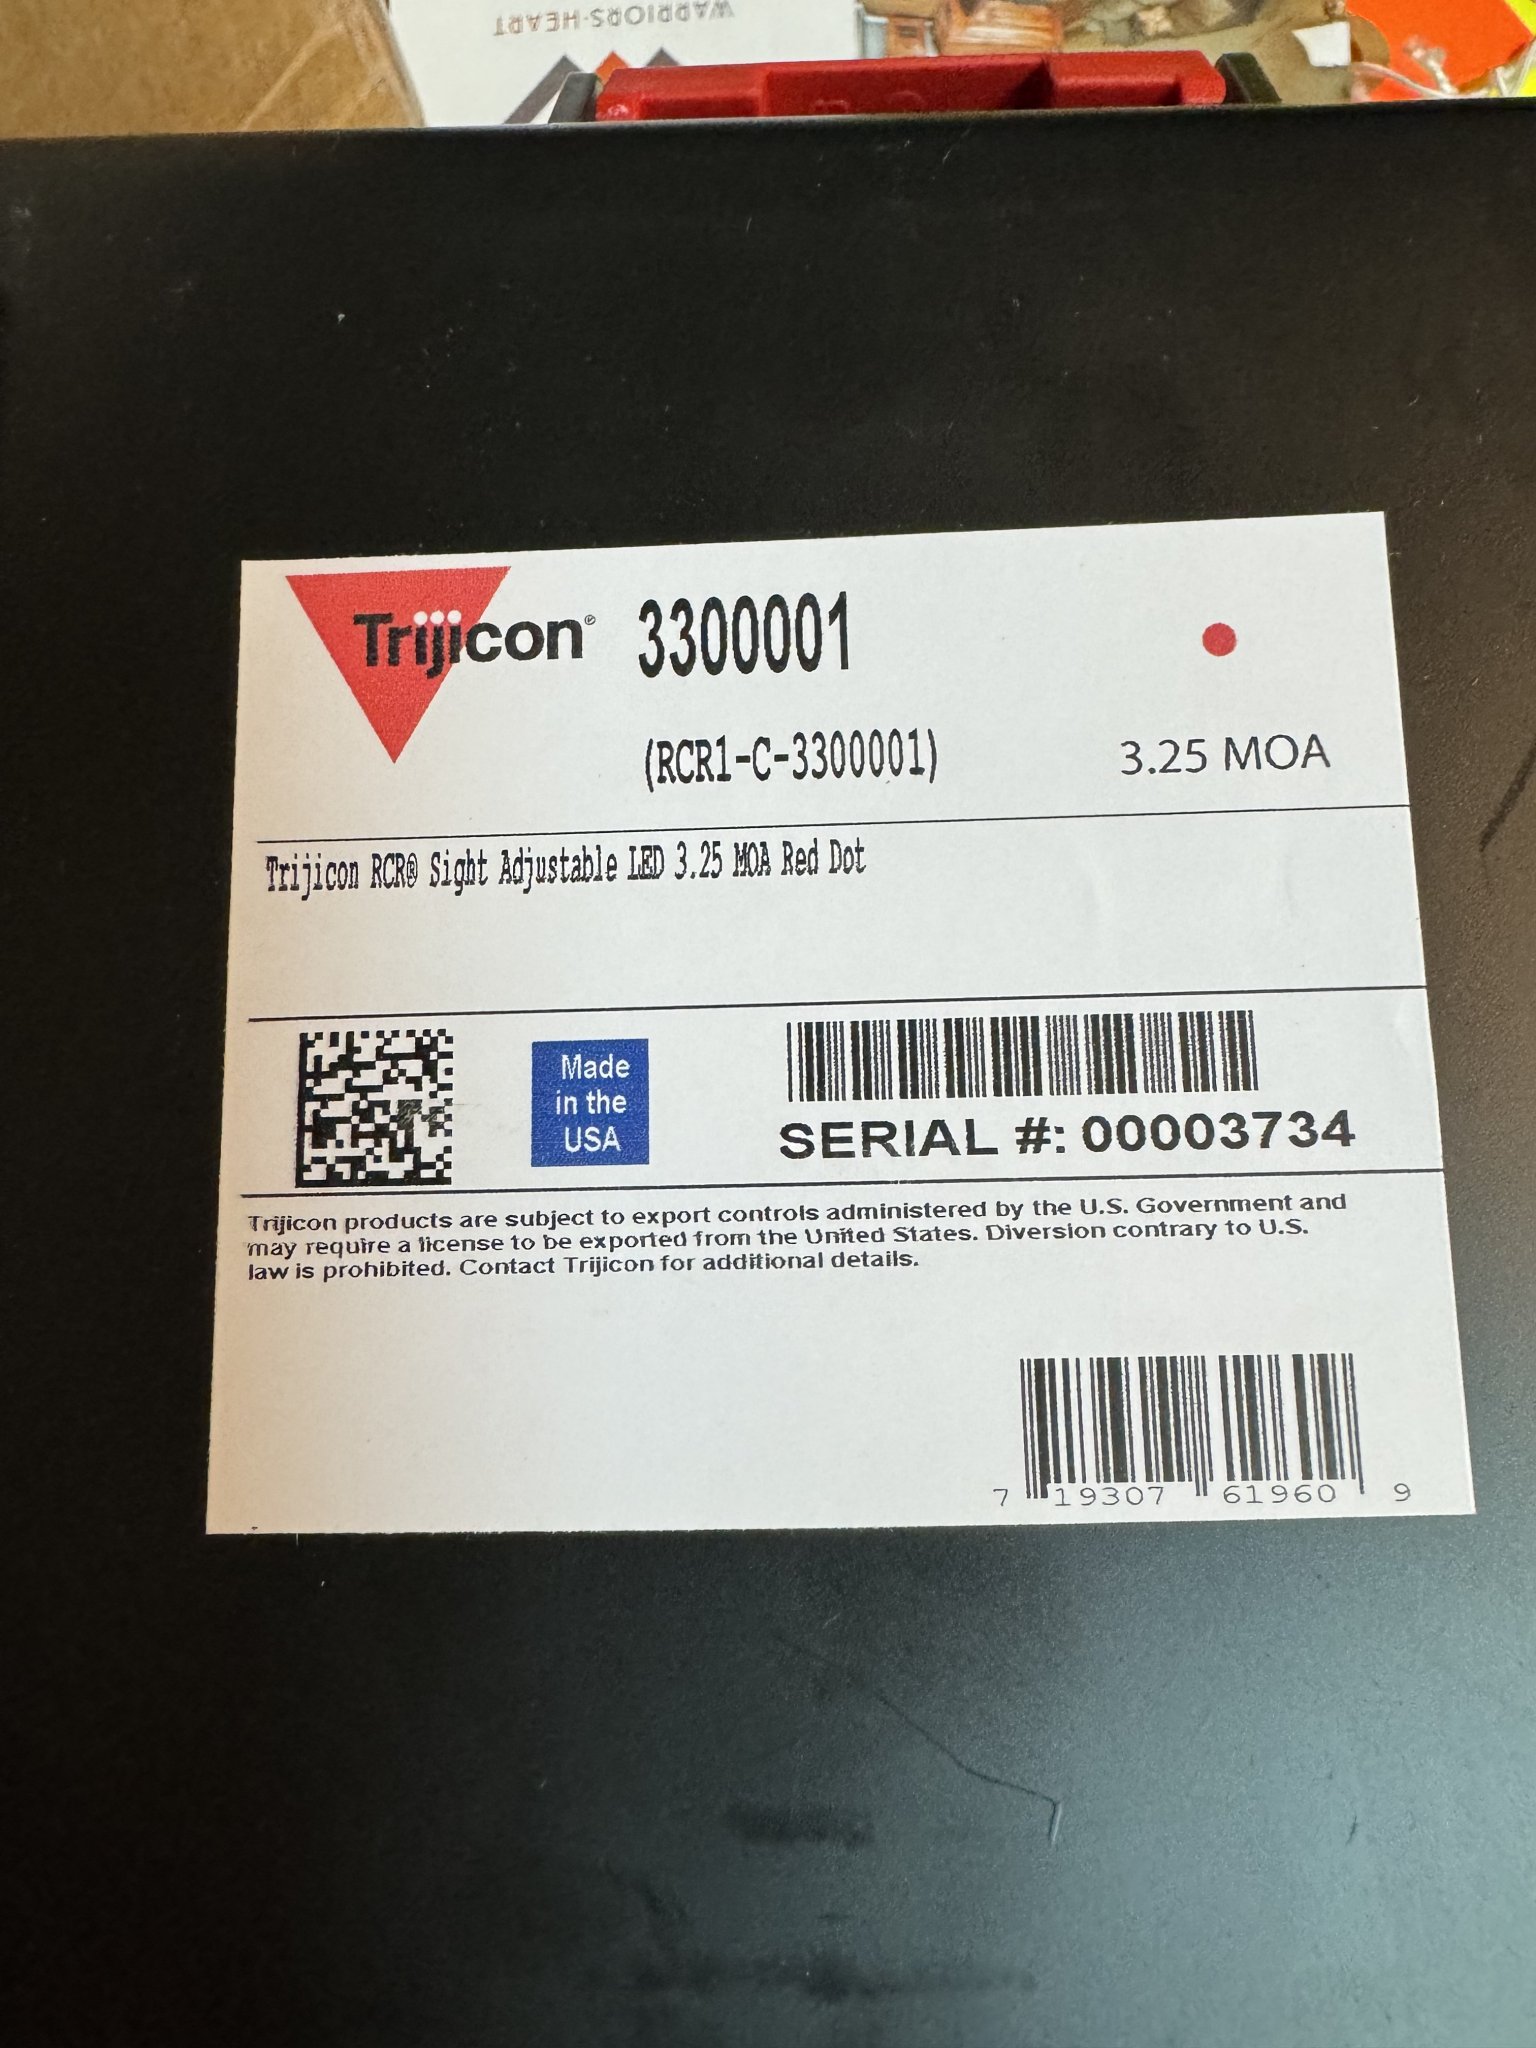 WARRIORS·HEART
Trijicon® 3300001
(RCR1-C-3300001)
3.25 MOA
Trijicon RCR® Sight Adjustable LED 3.25 MOA Red Dot
Made
in the
USA
SERIAL #: 00003734
Trijicon products are subject to export controls administered by the U.S. Government and
may require a license to be exported from the United States. Diversion contrary to U.S.
law is prohibited. Contact Trijicon for additional details.
7 19307 61960 9